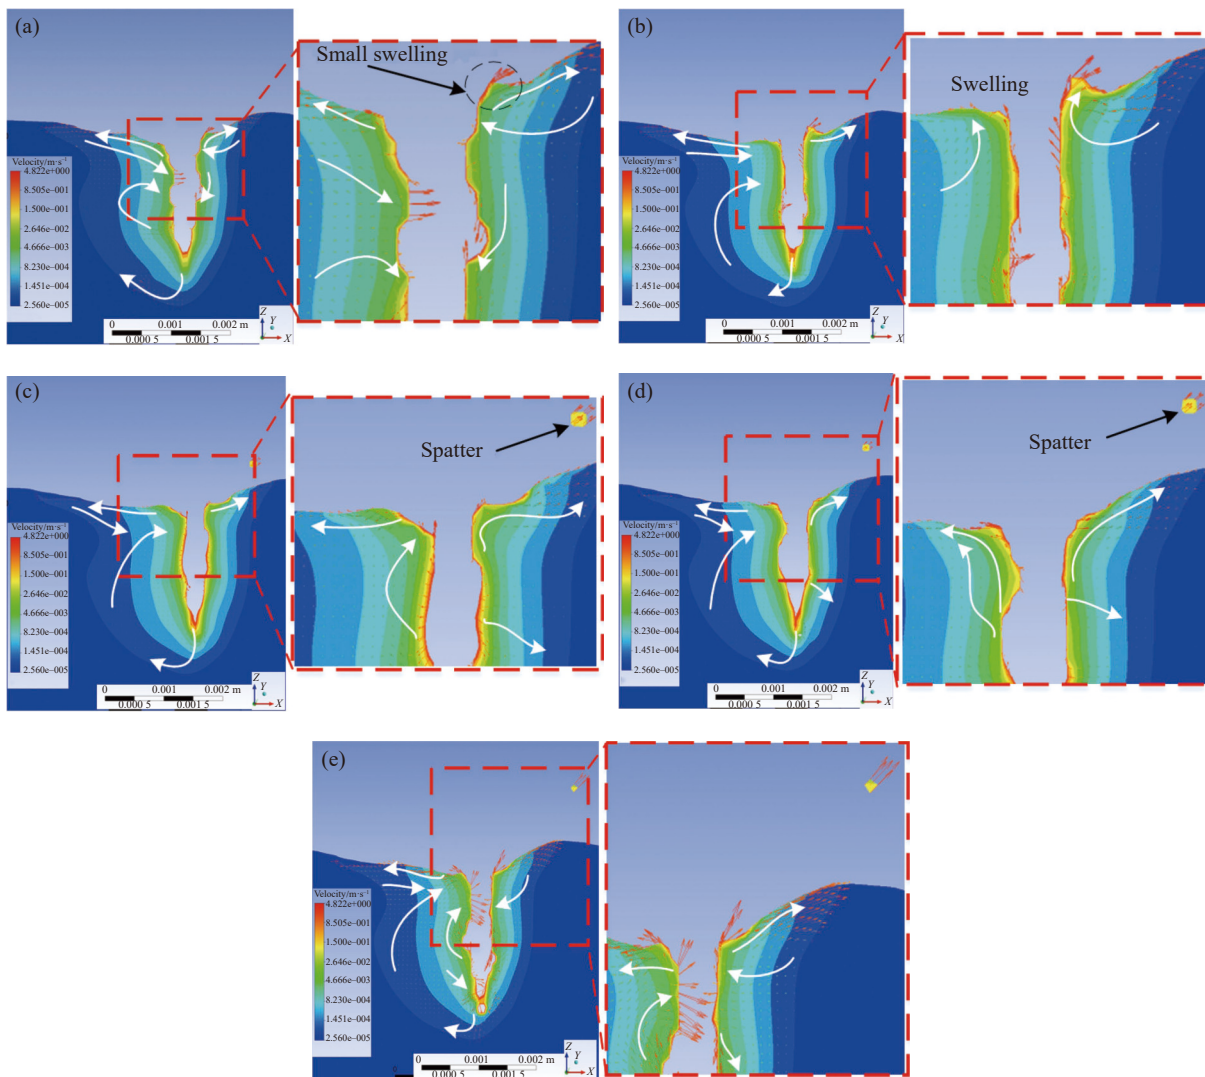 (a)
Small swelling
Velocity/m·s⁻¹
4.822e+000
8.505e−001
1.500e−001
2.646e−002
4.666e−003
8.230e−004
1.451e−004
2.560e−005
0 0.001 0.002 m
0.000 5 0.001 5
Z
Y
X
(b)
Swelling
Velocity/m·s⁻¹
4.822e+000
8.505e−001
1.500e−001
2.646e−002
4.666e−003
8.230e−004
1.451e−004
2.560e−005
0 0.001 0.002 m
0.000 5 0.001 5
Z
Y
X
(c)
Spatter
Velocity/m·s⁻¹
4.822e+000
8.505e−001
1.500e−001
2.646e−002
4.666e−003
8.230e−004
1.451e−004
2.560e−005
0 0.001 0.002 m
0.000 5 0.001 5
Z
Y
X
(d)
Spatter
Velocity/m·s⁻¹
4.822e+000
8.505e−001
1.500e−001
2.646e−002
4.666e−003
8.230e−004
1.451e−004
2.560e−005
0 0.001 0.002 m
0.000 5 0.001 5
Z
Y
X
(e)
Velocity/m·s⁻¹
4.822e+000
8.505e−001
1.500e−001
2.646e−002
4.666e−003
8.230e−004
1.451e−004
2.560e−005
0 0.001 0.002 m
0.000 5 0.001 5
Z
Y
X